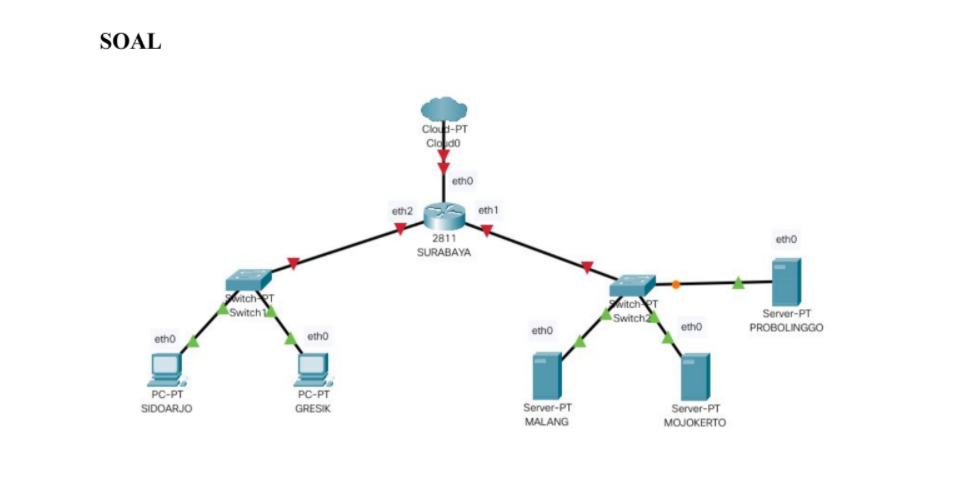 SOAL
Cloud-PT
Cloud0
eth0
eth2
eth1
2811
SURABAYA
eth0
Switch-PT
Switch1
Switch-PT
Switch2
Server-PT
PROBOLINGGO
eth0
eth0
eth0
eth0
PC-PT
SIDOARJO
PC-PT
GRESIK
Server-PT
MALANG
Server-PT
MOJOKERTO